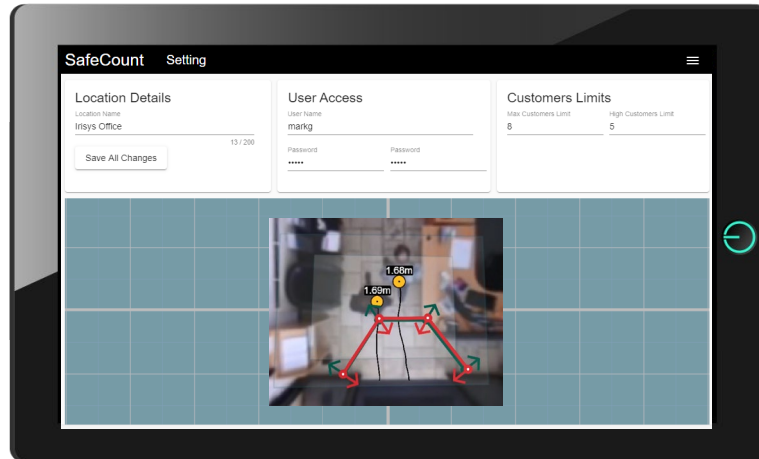 SafeCount Setting
Location Details
Location Name
Irisys Office
13 / 200
Save All Changes
User Access
User Name
markg
Password Password
••••• •••••
Customers Limits
Max Customers Limit High Customers Limit
8 5
1.68m
1.69m